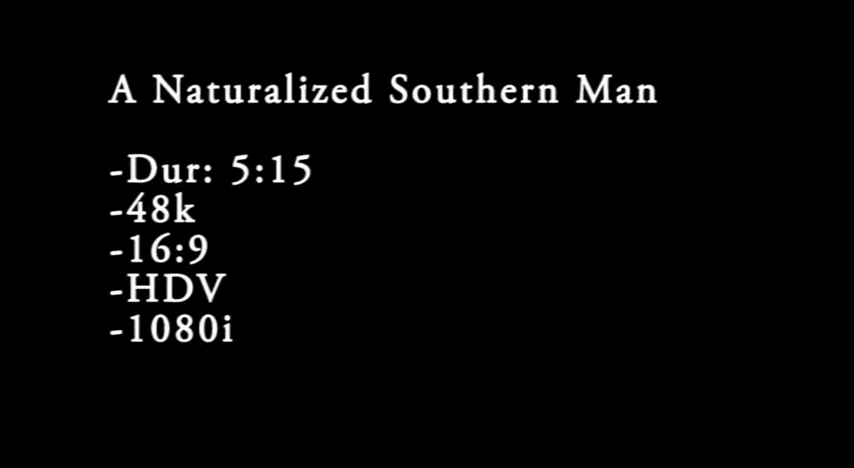 A Naturalized Southern Man
-Dur: 5:15
-48k
-16:9
-HDV
-1080i